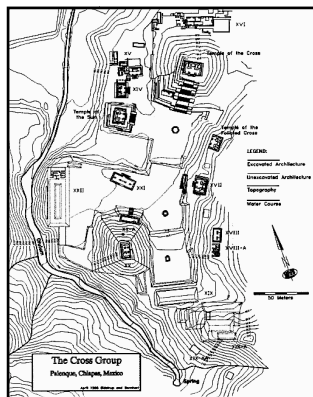 XVI
Temple of the Cross
XV
XIV
Temple of
the Sun
Temple of the
Foliated Cross
LEGEND:
Excavated Architecture
Unexcavated Architecture
Topography
Water Course
XVII
XXII
XXI
XVIII
XVIII-A
XX
50 Meters
XIX
The Cross Group
Palenque, Chiapas, Mexico
Spring